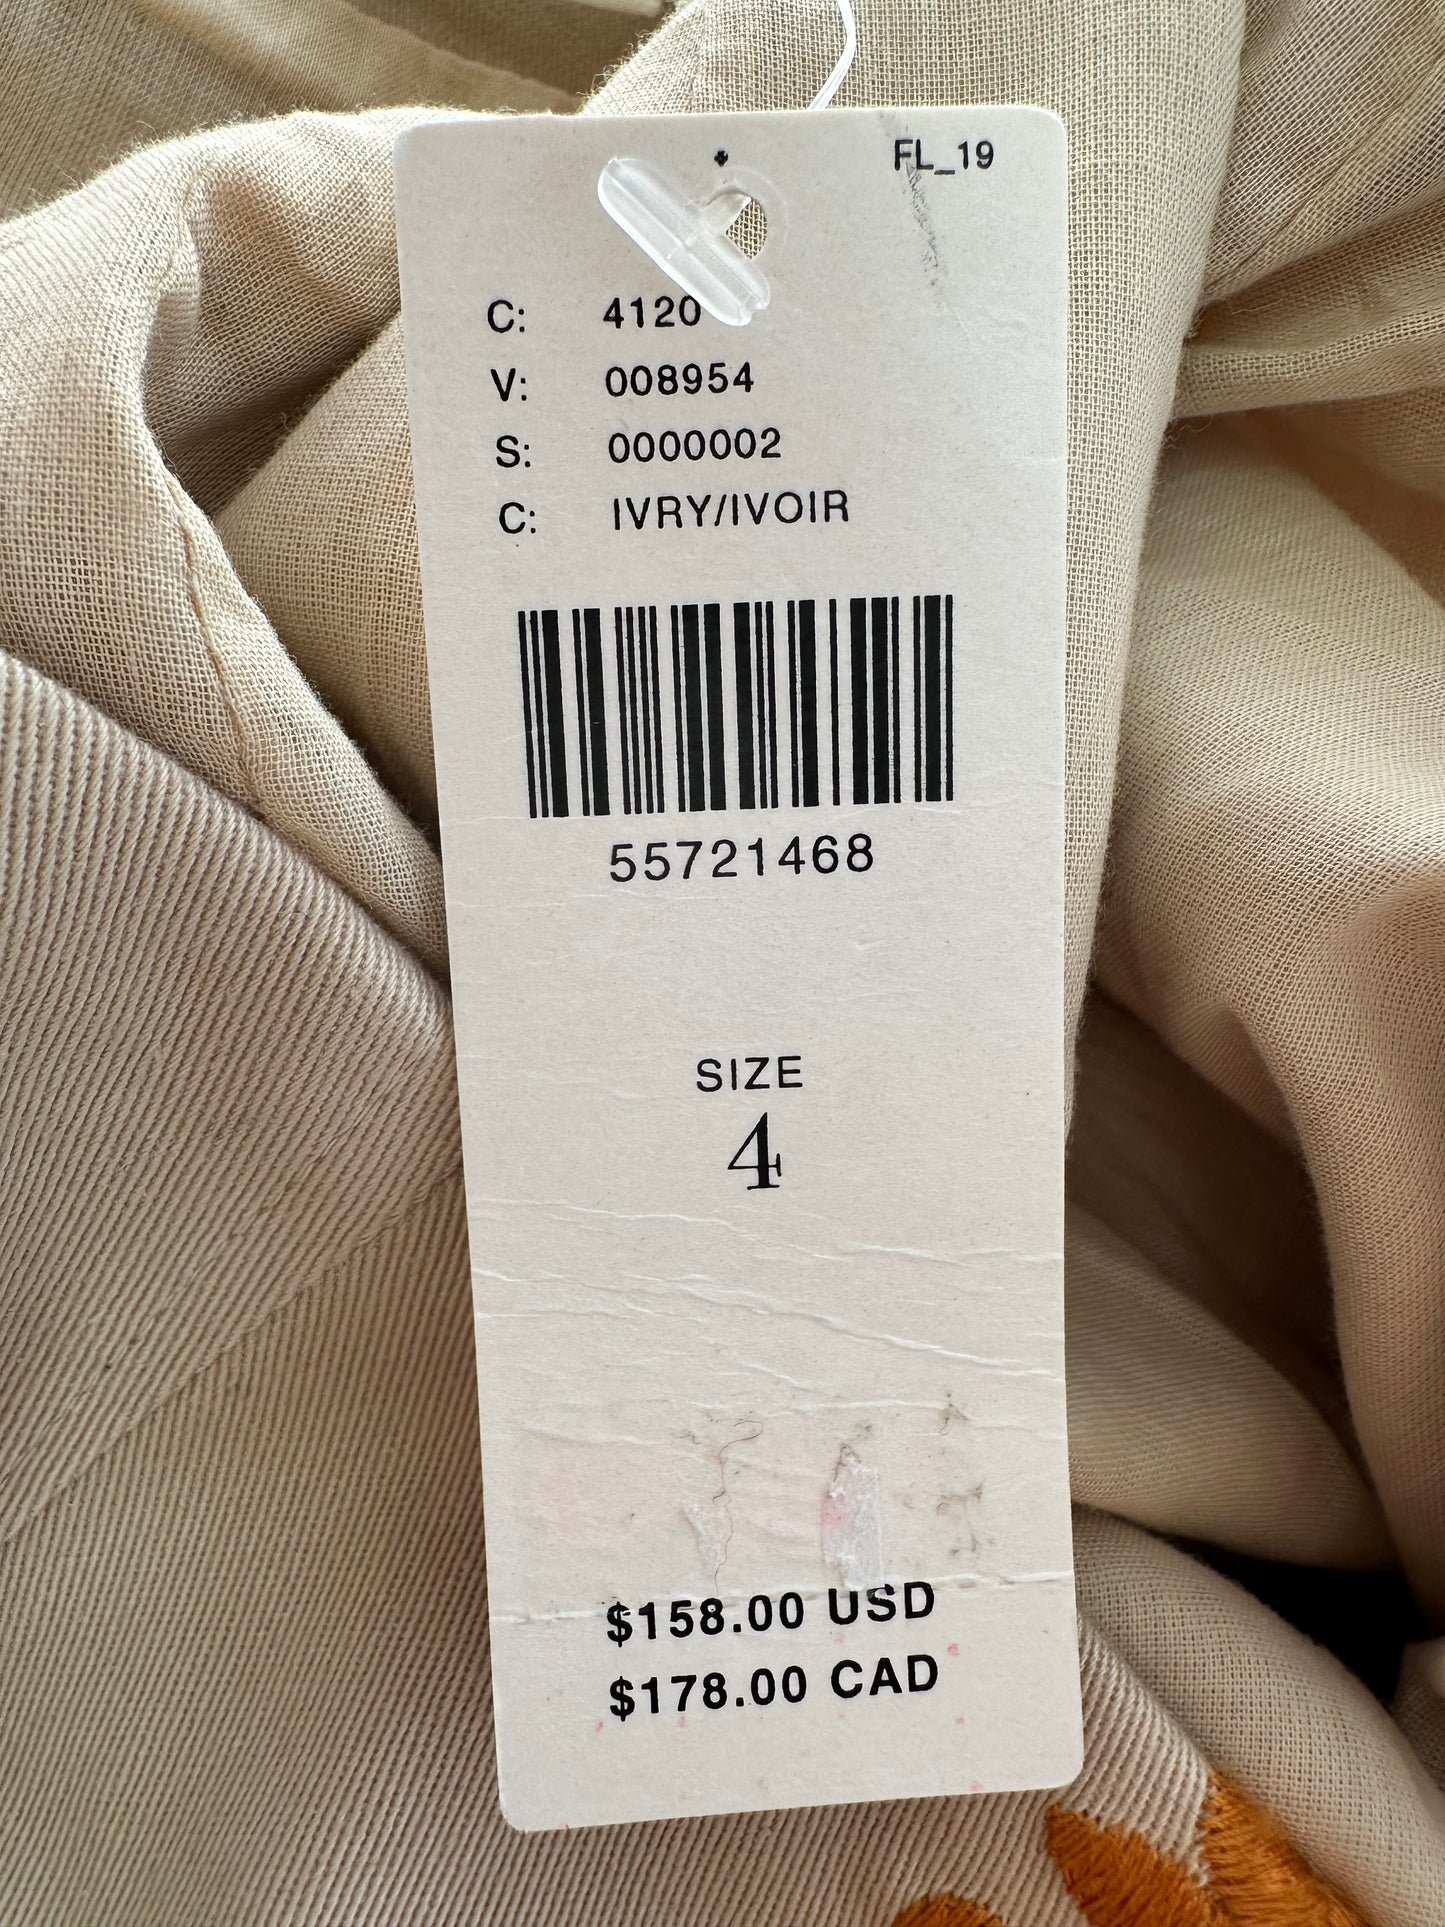 FL_19
C: 4120
V: 008954
S: 0000002
C: IVRY/IVOIR
55721468
SIZE
4
$158.00 USD
$178.00 CAD